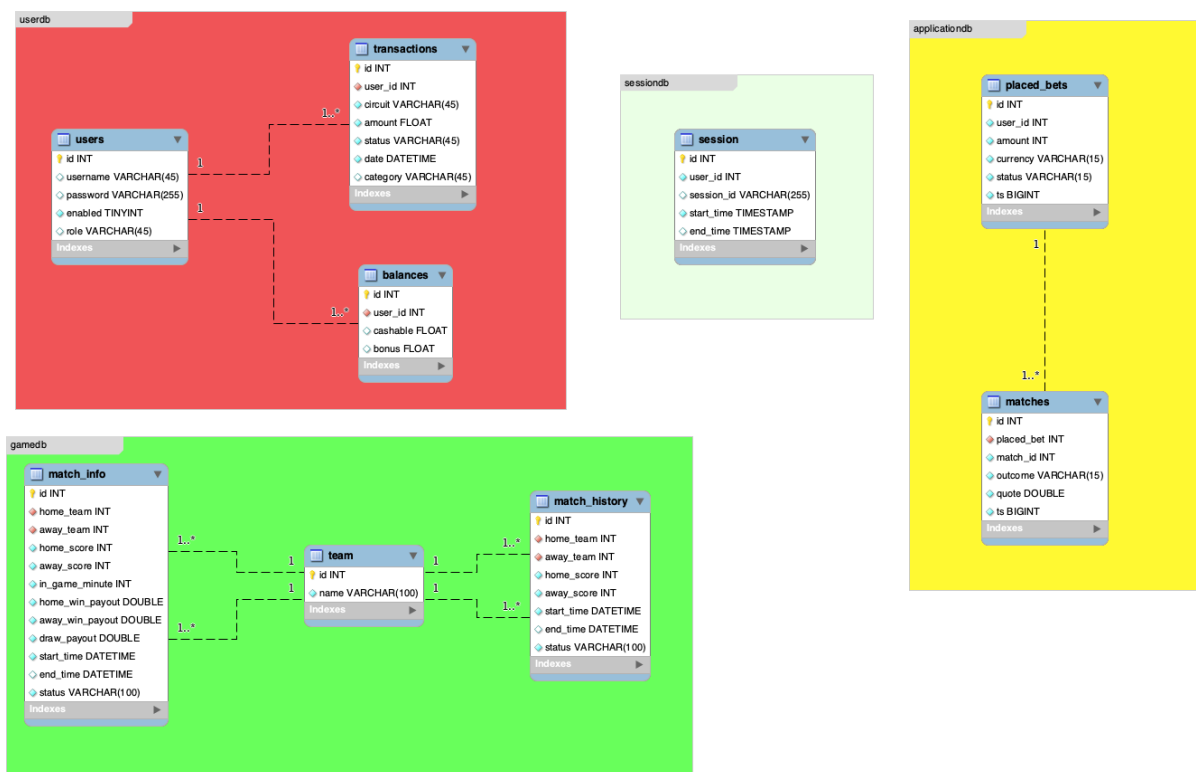 userdb
transactions
id INT
user_id INT
circuit VARCHAR(45)
amount FLOAT
status VARCHAR(45)
date DATETIME
category VARCHAR(45)
Indexes
1..*
users
id INT
username VARCHAR(45)
password VARCHAR(255)
enabled TINYINT
role VARCHAR(45)
Indexes
1
1
balances
id INT
user_id INT
cashable FLOAT
bonus FLOAT
Indexes
1..*
sessiondb
session
id INT
user_id INT
session_id VARCHAR(255)
start_time TIMESTAMP
end_time TIMESTAMP
Indexes
applicationdb
placed_bets
id INT
user_id INT
amount INT
currency VARCHAR(15)
status VARCHAR(15)
ts BIGINT
Indexes
1
1..*
matches
id INT
placed_bet INT
match_id INT
outcome VARCHAR(15)
quote DOUBLE
ts BIGINT
Indexes
gamedb
match_info
id INT
home_team INT
away_team INT
home_score INT
away_score INT
in_game_minute INT
home_win_payout DOUBLE
away_win_payout DOUBLE
draw_payout DOUBLE
start_time DATETIME
end_time DATETIME
status VARCHAR(100)
Indexes
1..*
1..*
1
1
team
id INT
name VARCHAR(100)
Indexes
1
1
1..*
1..*
match_history
id INT
home_team INT
away_team INT
home_score INT
away_score INT
start_time DATETIME
end_time DATETIME
status VARCHAR(100)
Indexes